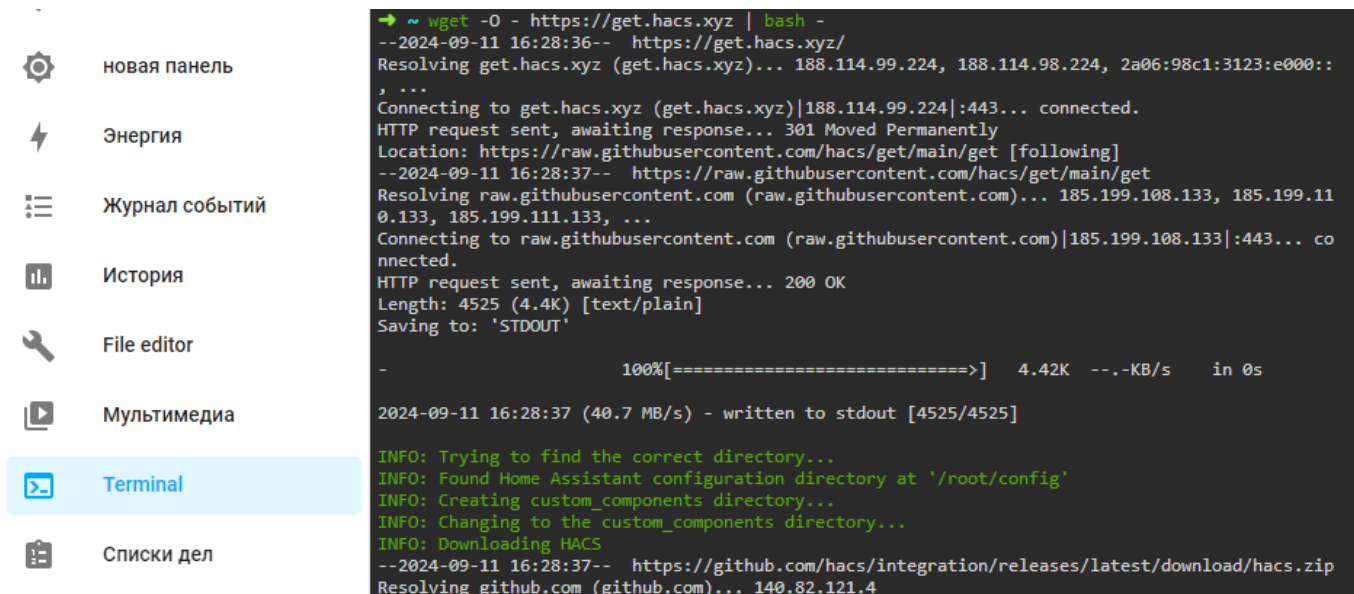 новая панель
Энергия
Журнал событий
История
File editor
Мультимедиа
Terminal
Списки дел
➜ ~ wget -O - https://get.hacs.xyz | bash -
--2024-09-11 16:28:36--  https://get.hacs.xyz/
Resolving get.hacs.xyz (get.hacs.xyz)... 188.114.99.224, 188.114.98.224, 2a06:98c1:3123:e000::
, ...
Connecting to get.hacs.xyz (get.hacs.xyz)|188.114.99.224|:443... connected.
HTTP request sent, awaiting response... 301 Moved Permanently
Location: https://raw.githubusercontent.com/hacs/get/main/get [following]
--2024-09-11 16:28:37--  https://raw.githubusercontent.com/hacs/get/main/get
Resolving raw.githubusercontent.com (raw.githubusercontent.com)... 185.199.108.133, 185.199.11
0.133, 185.199.111.133, ...
Connecting to raw.githubusercontent.com (raw.githubusercontent.com)|185.199.108.133|:443... co
nnected.
HTTP request sent, awaiting response... 200 OK
Length: 4525 (4.4K) [text/plain]
Saving to: 'STDOUT'
-                       100%[=============================>]   4.42K  --.-KB/s    in 0s
2024-09-11 16:28:37 (40.7 MB/s) - written to stdout [4525/4525]
INFO: Trying to find the correct directory...
INFO: Found Home Assistant configuration directory at '/root/config'
INFO: Creating custom_components directory...
INFO: Changing to the custom_components directory...
INFO: Downloading HACS
--2024-09-11 16:28:37--  https://github.com/hacs/integration/releases/latest/download/hacs.zip
Resolving github.com (github.com)... 140.82.121.4